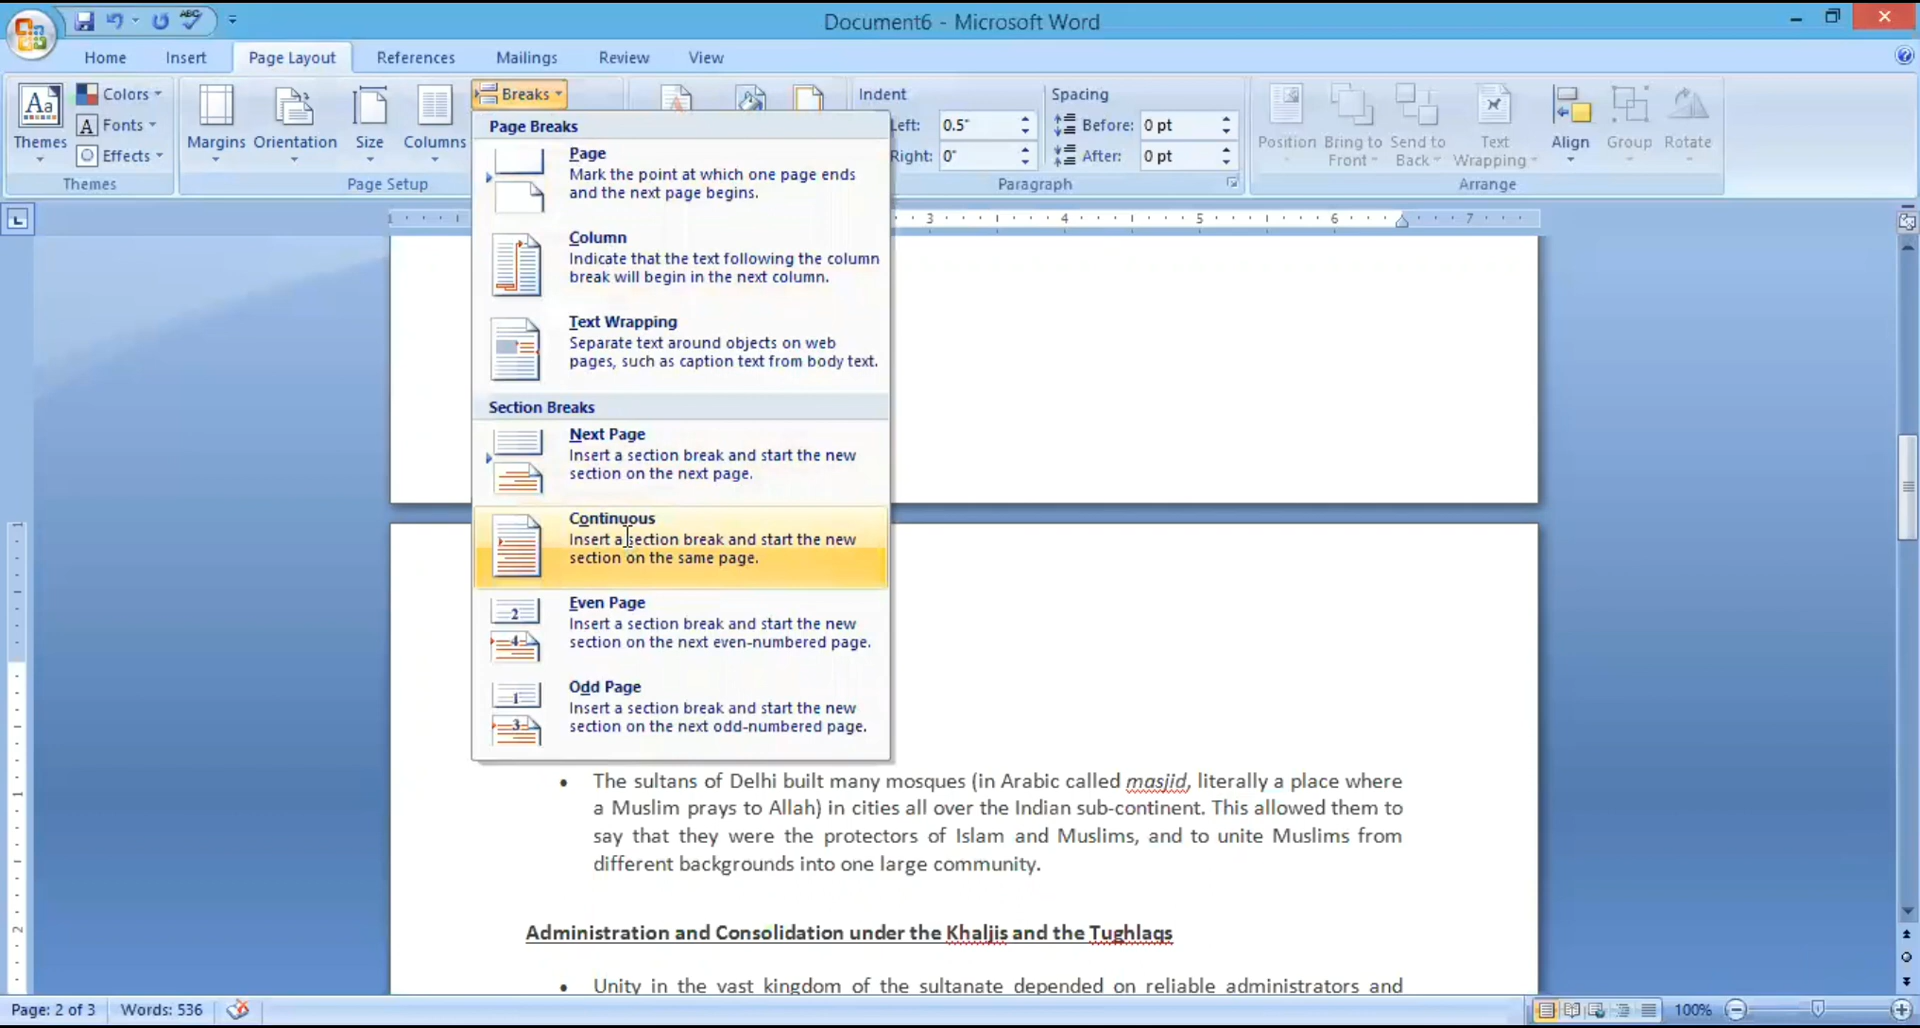 Document6 - Microsoft Word
Home Insert Page Layout References Mailings Review View
Aa Themes
Colors
Fonts
Effects
Themes
Margins Orientation Size Columns
Page Setup
Breaks
Page Breaks
Page
Mark the point at which one page ends
and the next page begins.
Column
Indicate that the text following the column
break will begin in the next column.
Text Wrapping
Separate text around objects on web
pages, such as caption text from body text.
Section Breaks
Next Page
Insert a section break and start the new
section on the next page.
Continuous
Insert a section break and start the new
section on the same page.
Even Page
Insert a section break and start the new
section on the next even-numbered page.
Odd Page
Insert a section break and start the new
section on the next odd-numbered page.
Indent
Left: 0.5"
Right: 0"
Spacing
Before: 0 pt
After: 0 pt
Paragraph
Position Bring to Front Send to Back Text Wrapping Align Group Rotate
Arrange
1 3 4 5 6 7
• The sultans of Delhi built many mosques (in Arabic called masjid, literally a place where
a Muslim prays to Allah) in cities all over the Indian sub-continent. This allowed them to
say that they were the protectors of Islam and Muslims, and to unite Muslims from
different backgrounds into one large community.
Administration and Consolidation under the Khaljis and the Tughlaqs
• Unity in the vast kingdom of the sultanate depended on reliable administrators and
Page: 2 of 3 Words: 536 100%